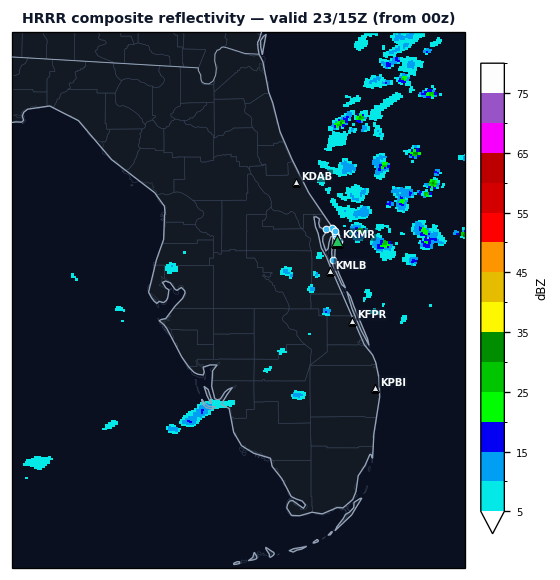 HRRR composite reflectivity — valid 23/15Z (from 00z)
75
65
55
45
35
25
15
5
dBZ
KDAB
KXMR
KMLB
KFPR
KPBI